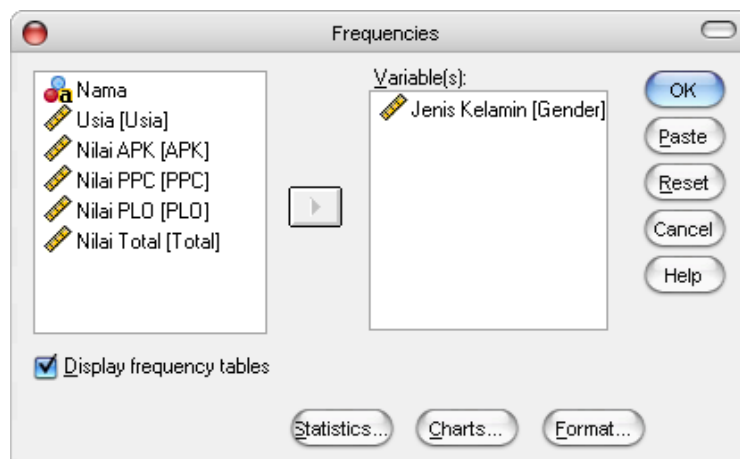 Frequencies
Nama
Usia [Usia]
Nilai APK [APK]
Nilai PPC [PPC]
Nilai PLO [PLO]
Nilai Total [Total]
Variable(s):
Jenis Kelamin [Gender]
OK
Paste
Reset
Cancel
Help
Display frequency tables
Statistics...
Charts...
Format...